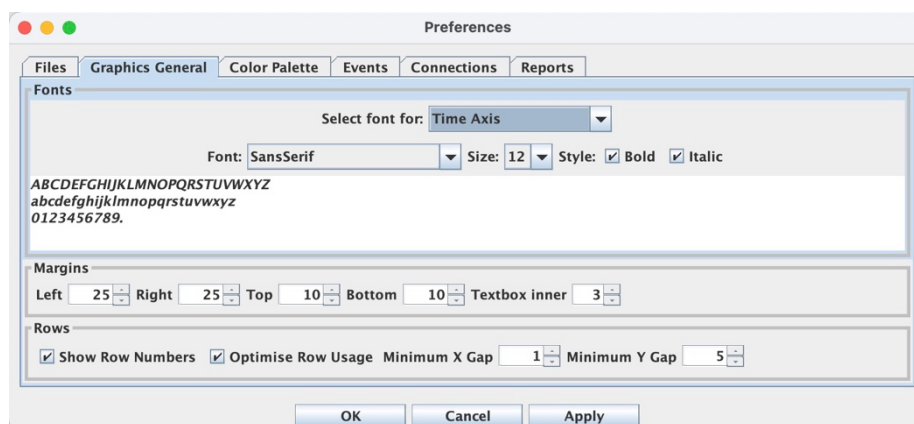 Preferences
Files Graphics General Color Palette Events Connections Reports
Fonts
Select font for: Time Axis
Font: SansSerif Size: 12 Style: Bold Italic
ABCDEFGHIJKLMNOPQRSTUVWXYZ
abcdefghijklmnopqrstuvwxyz
0123456789.
Margins
Left 25 Right 25 Top 10 Bottom 10 Textbox inner 3
Rows
Show Row Numbers Optimise Row Usage Minimum X Gap 1 Minimum Y Gap 5
OK Cancel Apply